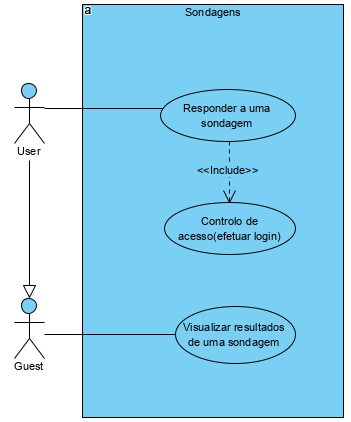 a
Sondagens
Responder a uma
sondagem
User
<<Include>>
Controlo de
acesso(efetuar login)
Visualizar resultados
de uma sondagem
Guest